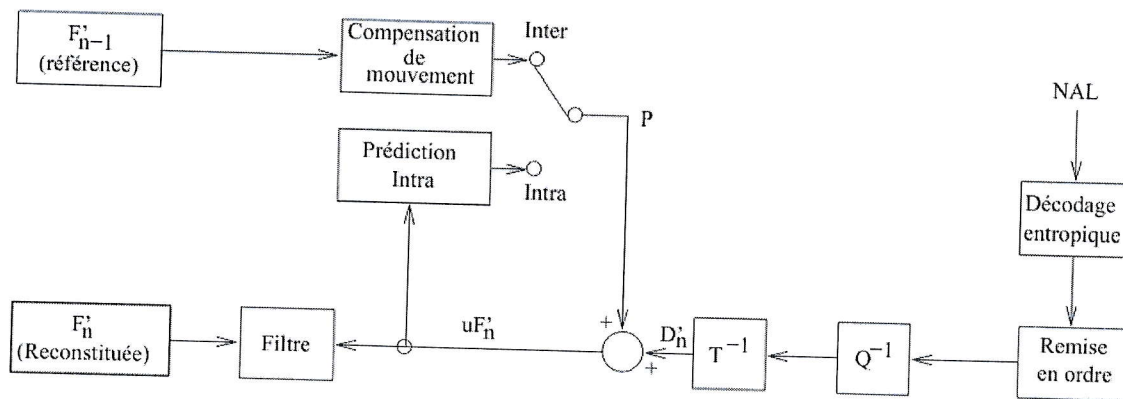 F'n-1
(référence)
Compensation
de
mouvement
Inter
P
NAL
Prédiction
Intra
Intra
Décodage
entropique
F'n
(Reconstituée)
Filtre
uF'n
+
+
D'n
T-1
Q-1
Remise
en ordre